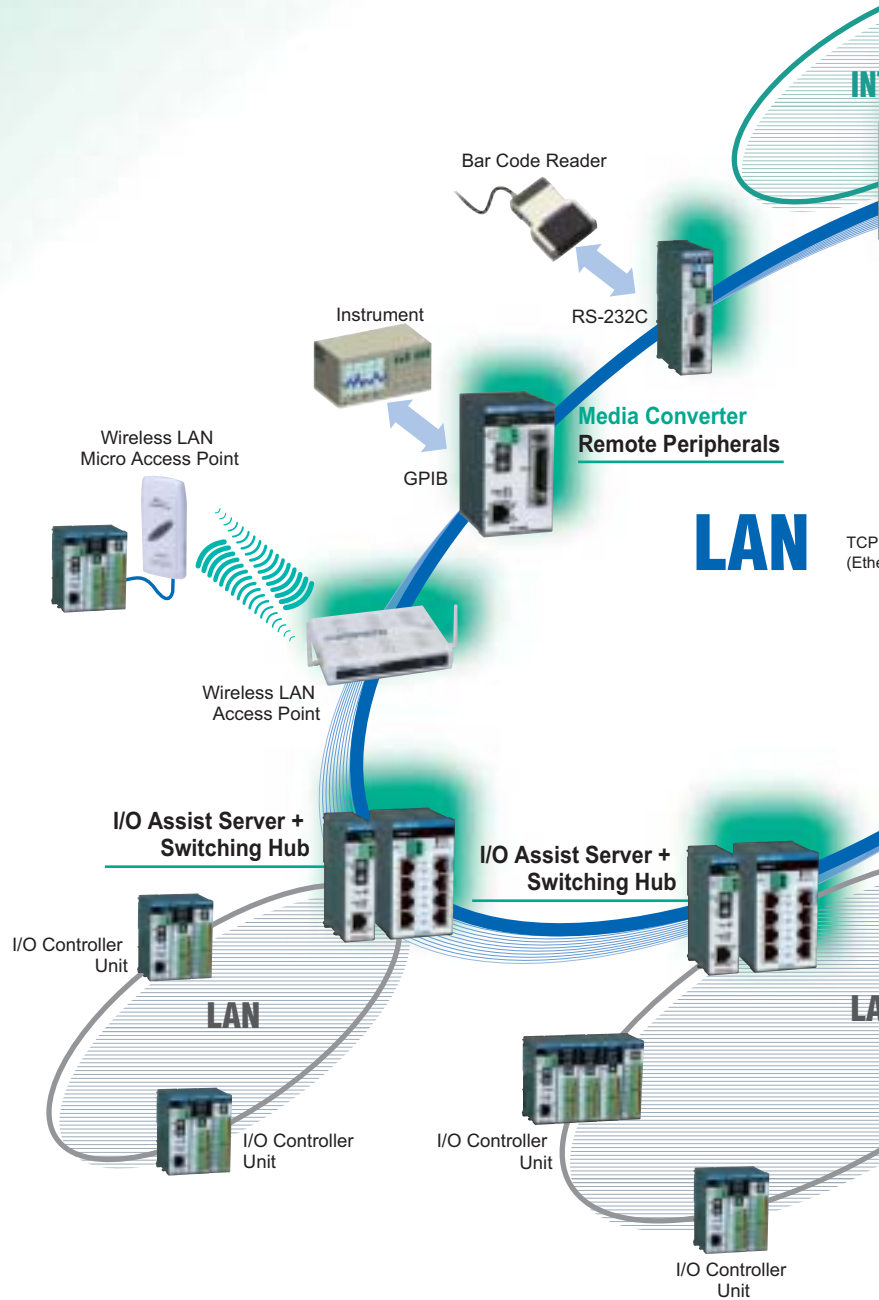 INT
Bar Code Reader
RS-232C
Instrument
Media Converter
Remote Peripherals
GPIB
Wireless LAN
Micro Access Point
LAN
TCP
(Ethe
Wireless LAN
Access Point
I/O Assist Server +
Switching Hub
I/O Assist Server +
Switching Hub
I/O Controller
Unit
LAN
LA
I/O Controller
Unit
I/O Controller
Unit
I/O Controller
Unit